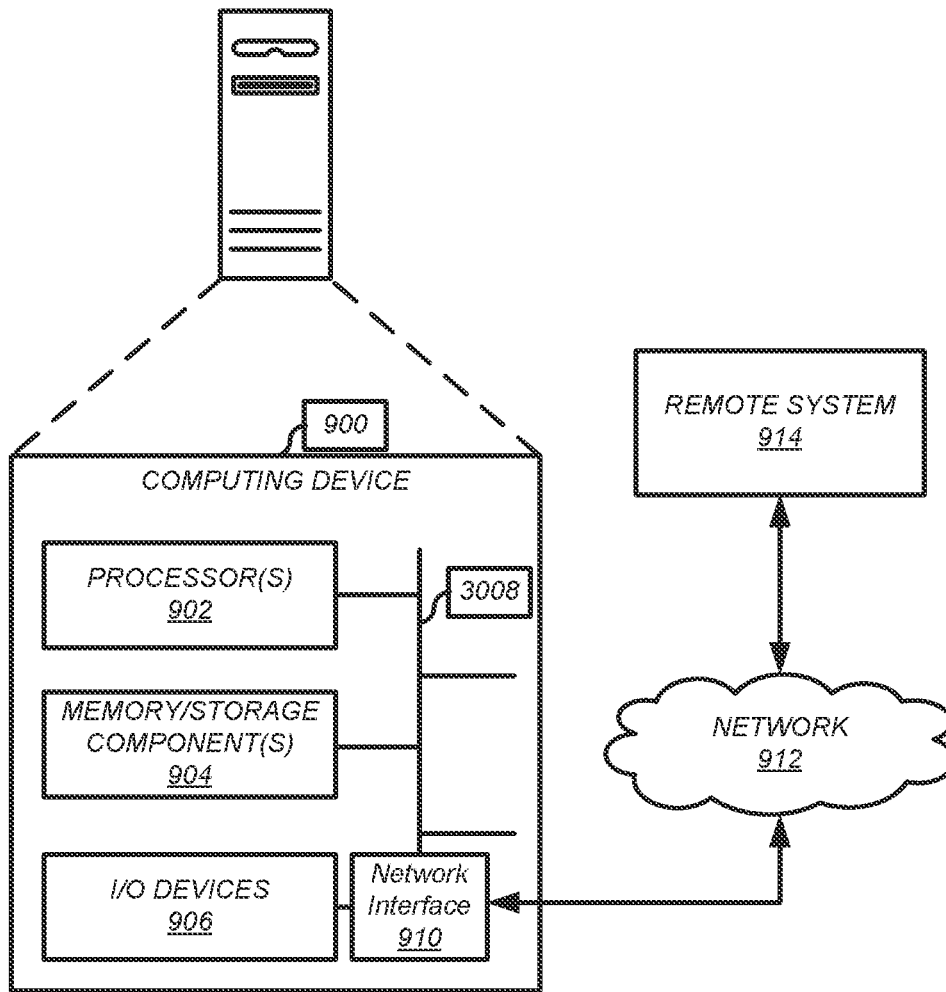 900
COMPUTING DEVICE
PROCESSOR(S)
902
3008
MEMORY/STORAGE
COMPONENT(S)
904
I/O DEVICES
906
Network
Interface
910
REMOTE SYSTEM
914
NETWORK
912